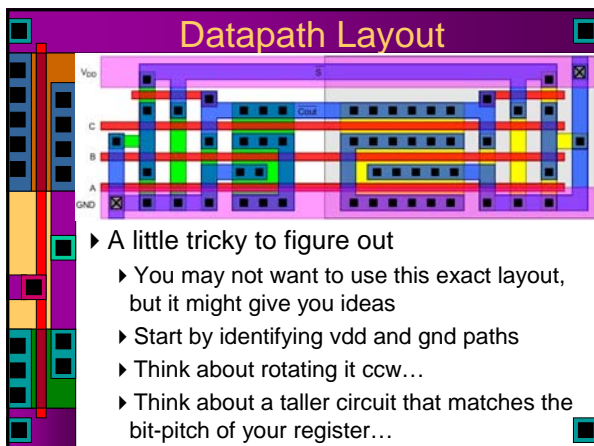 Datapath Layout
VDD
S
Cout
C
B
A
GND
A little tricky to figure out
You may not want to use this exact layout,
but it might give you ideas
Start by identifying vdd and gnd paths
Think about rotating it ccw…
Think about a taller circuit that matches the
bit-pitch of your register…